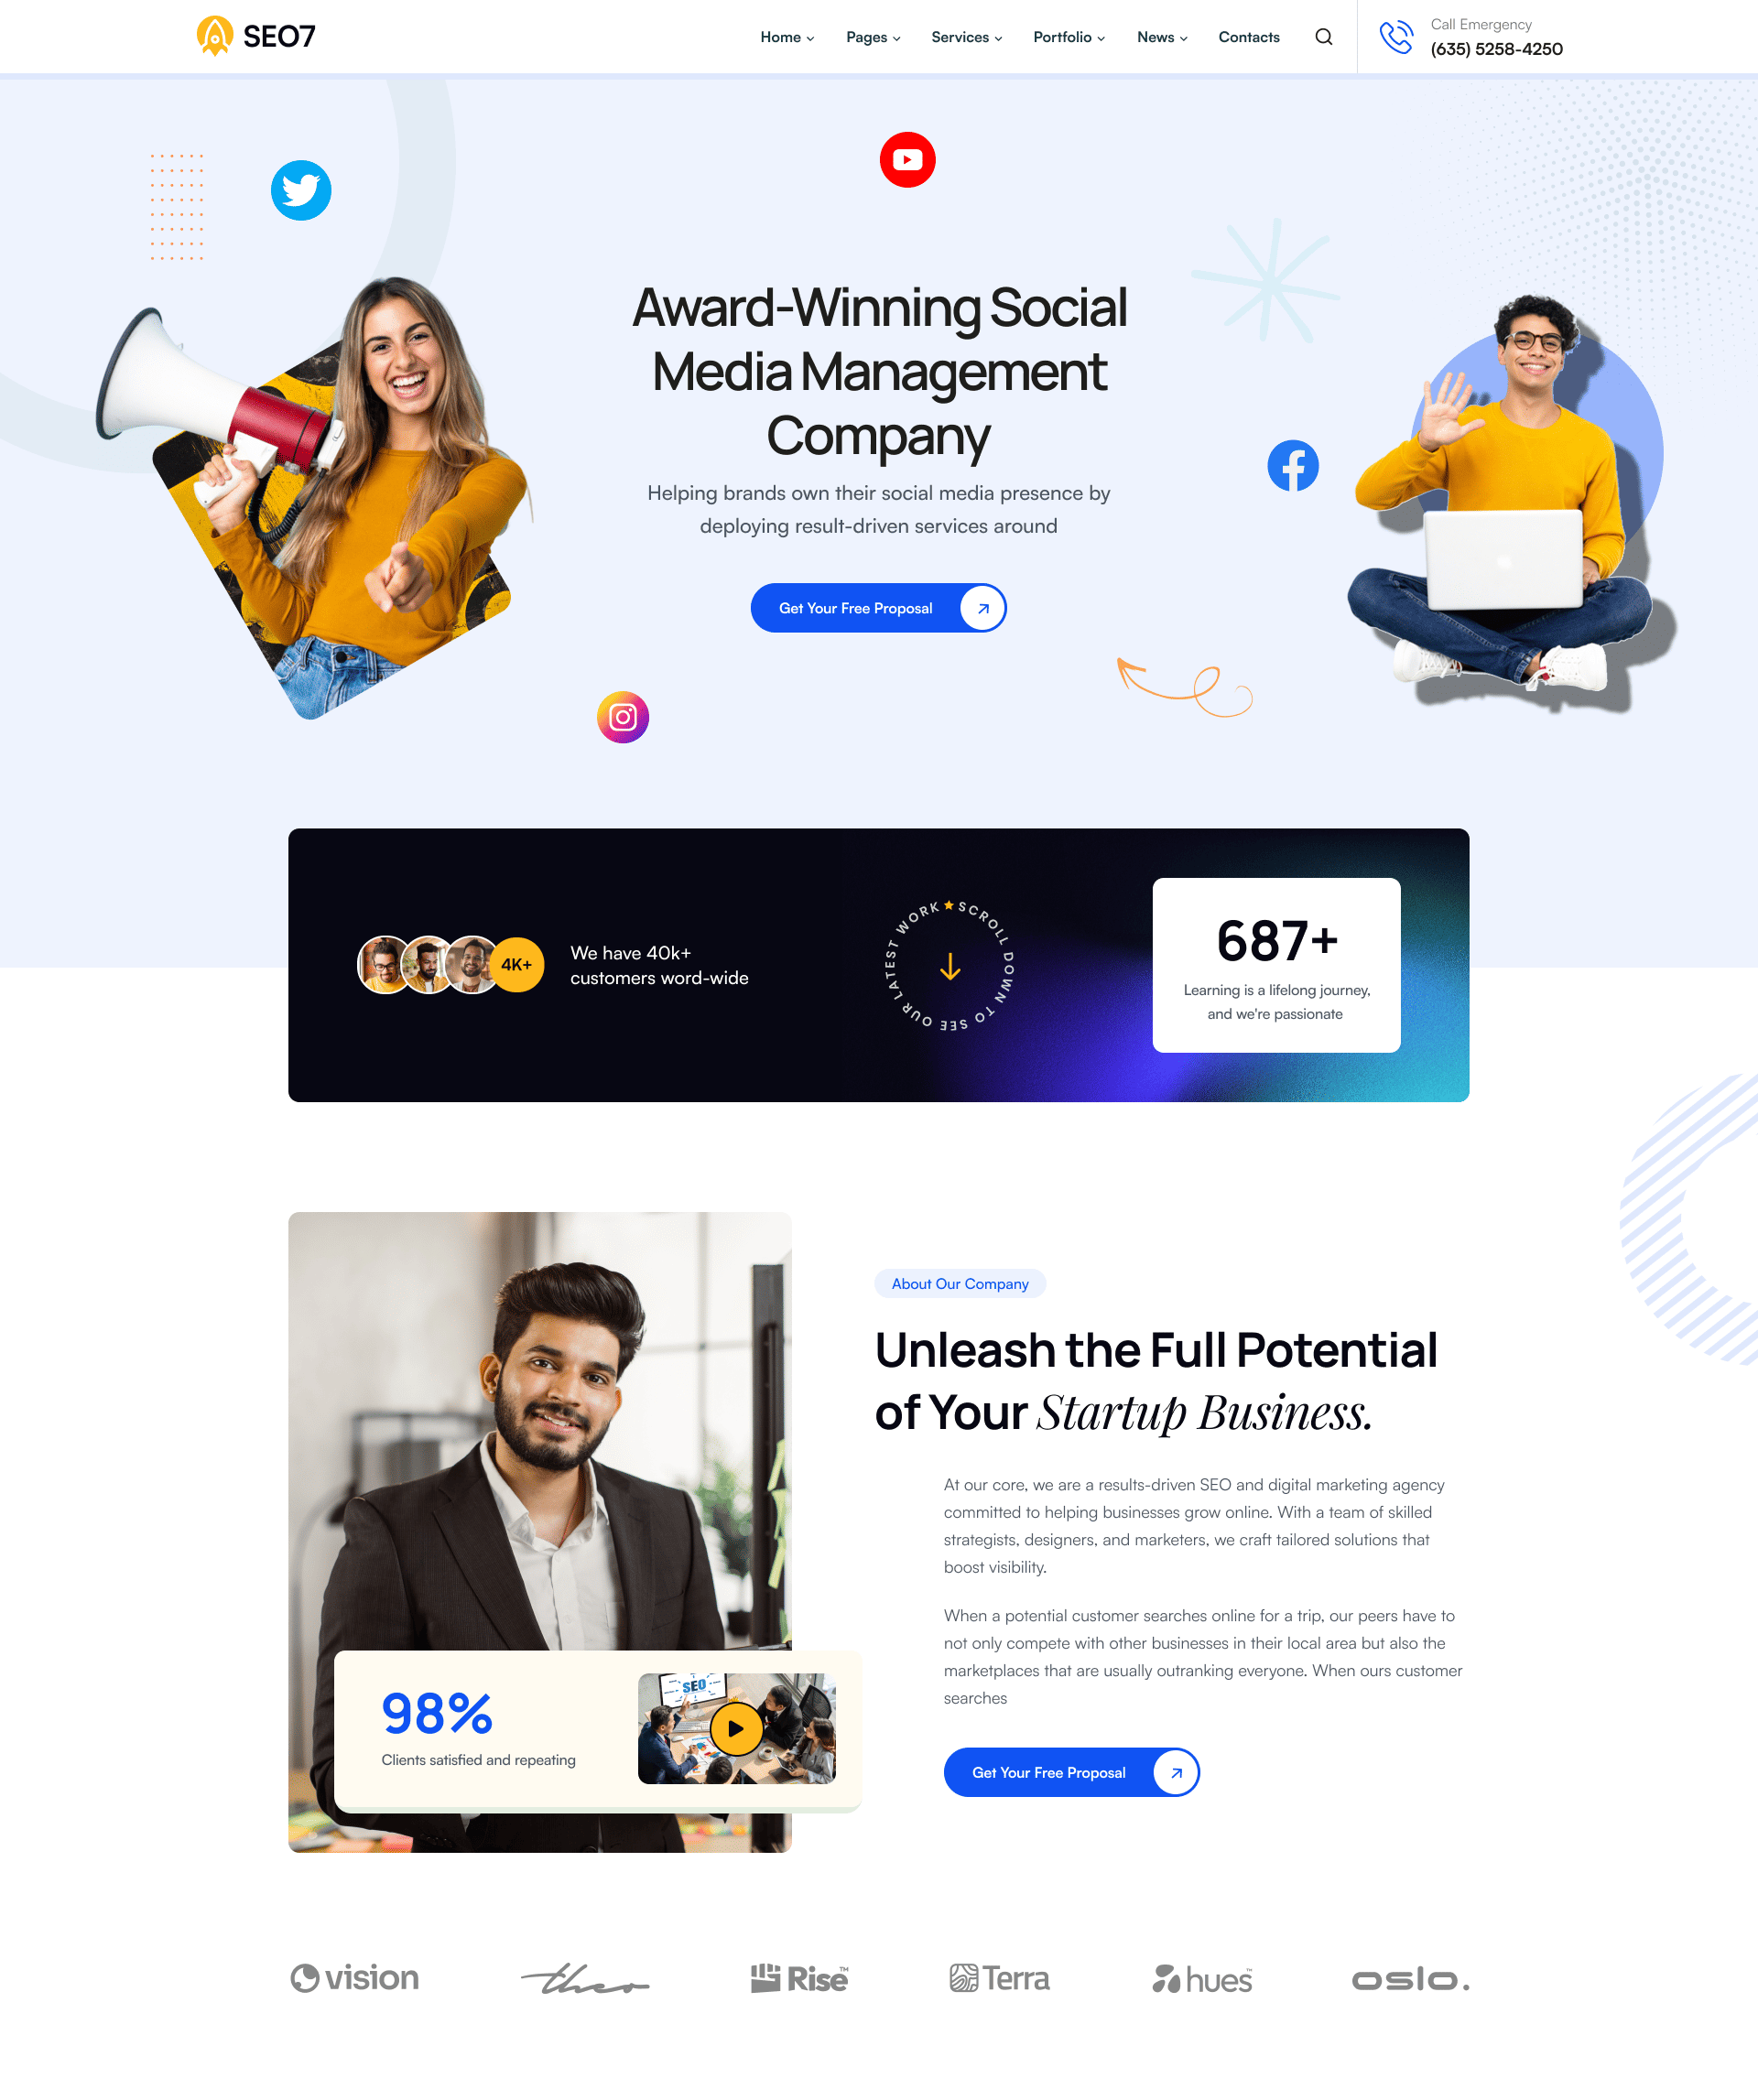 SEO7
Home
Pages
Services
Portfolio
News
Contacts
Call Emergency
(635) 5258-4250
Award-Winning Social
Media Management
Company
Helping brands own their social media presence by
deploying result-driven services around
Get Your Free Proposal
4K+
We have 40k+
customers word-wide
SCROLL DOWN TO SEE OUR LATEST WORK
687+
Learning is a lifelong journey,
and we're passionate
About Our Company
Unleash the Full Potential
of Your Startup Business.
At our core, we are a results-driven SEO and digital marketing agency
committed to helping businesses grow online. With a team of skilled
strategists, designers, and marketers, we craft tailored solutions that
boost visibility.
When a potential customer searches online for a trip, our peers have to
not only compete with other businesses in their local area but also the
marketplaces that are usually outranking everyone. When ours customer
searches
Get Your Free Proposal
98%
Clients satisfied and repeating
SEO
vision
theo
Rise™
Terra
hues™
oslo.